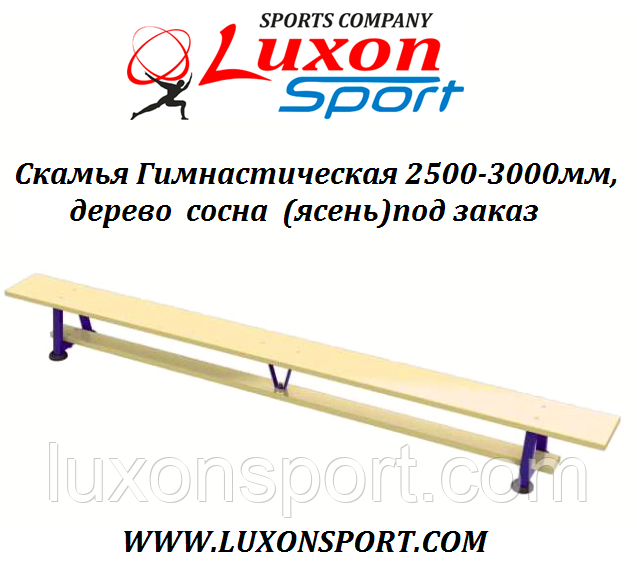 SPORTS COMPANY
Luxon
Sport
Скамья Гимнастическая 2500-3000мм,
дерево сосна (ясень)под заказ
luxonsport.com
WWW.LUXONSPORT.COM